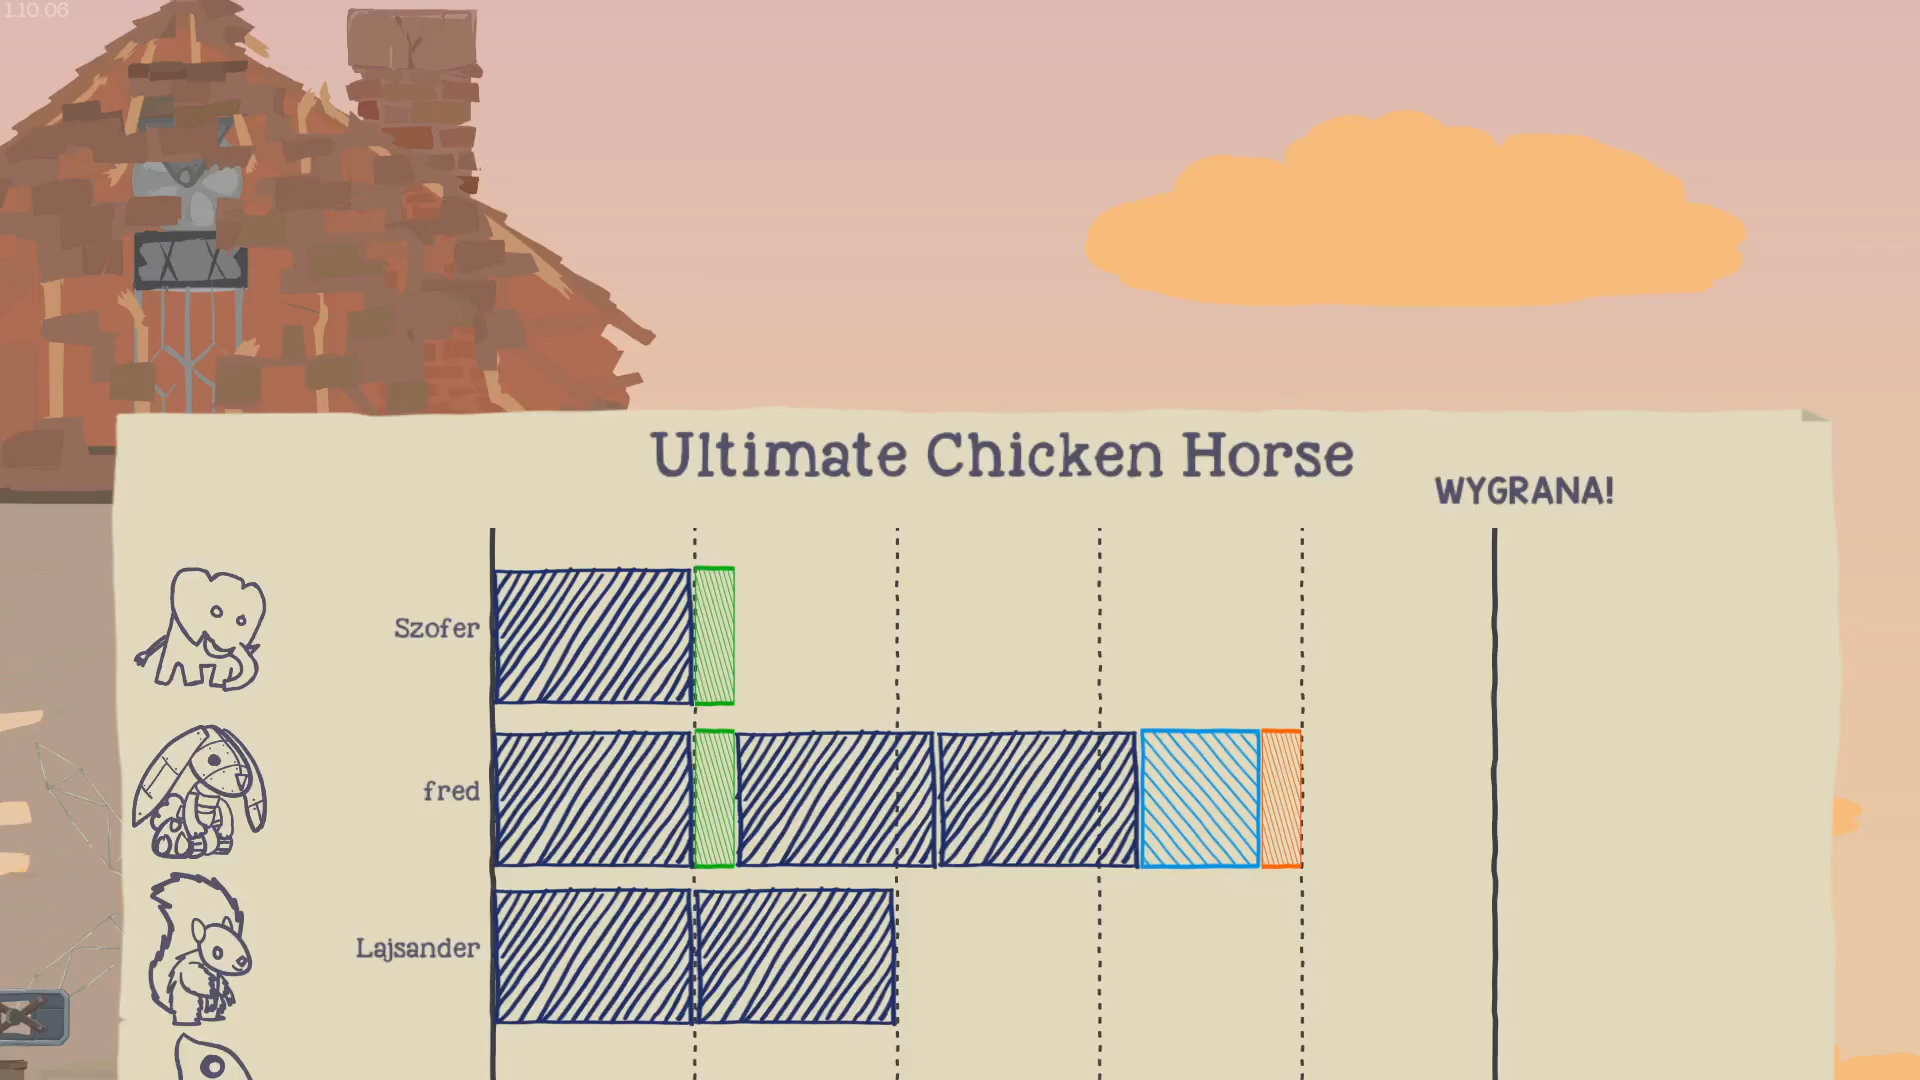 1.10.06
Ultimate Chicken Horse
WYGRANA!
Szofer
fred
Lajsander